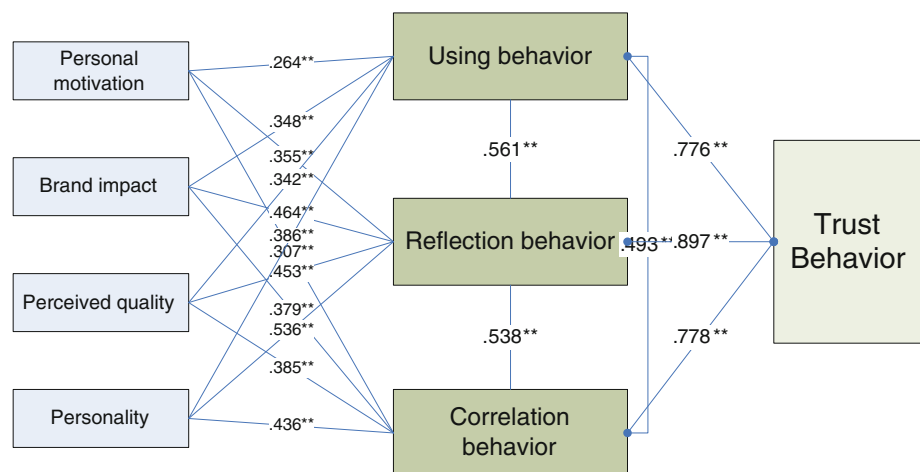 Personal
motivation
Brand impact
Perceived quality
Personality
.264**
.348**
.355**
.342**
.464**
.386**
.307**
.453**
.379**
.536**
.385**
.436**
Using behavior
.561**
Reflection behavior
.538**
Correlation
behavior
.776**
.493**
.897**
.778**
Trust
Behavior